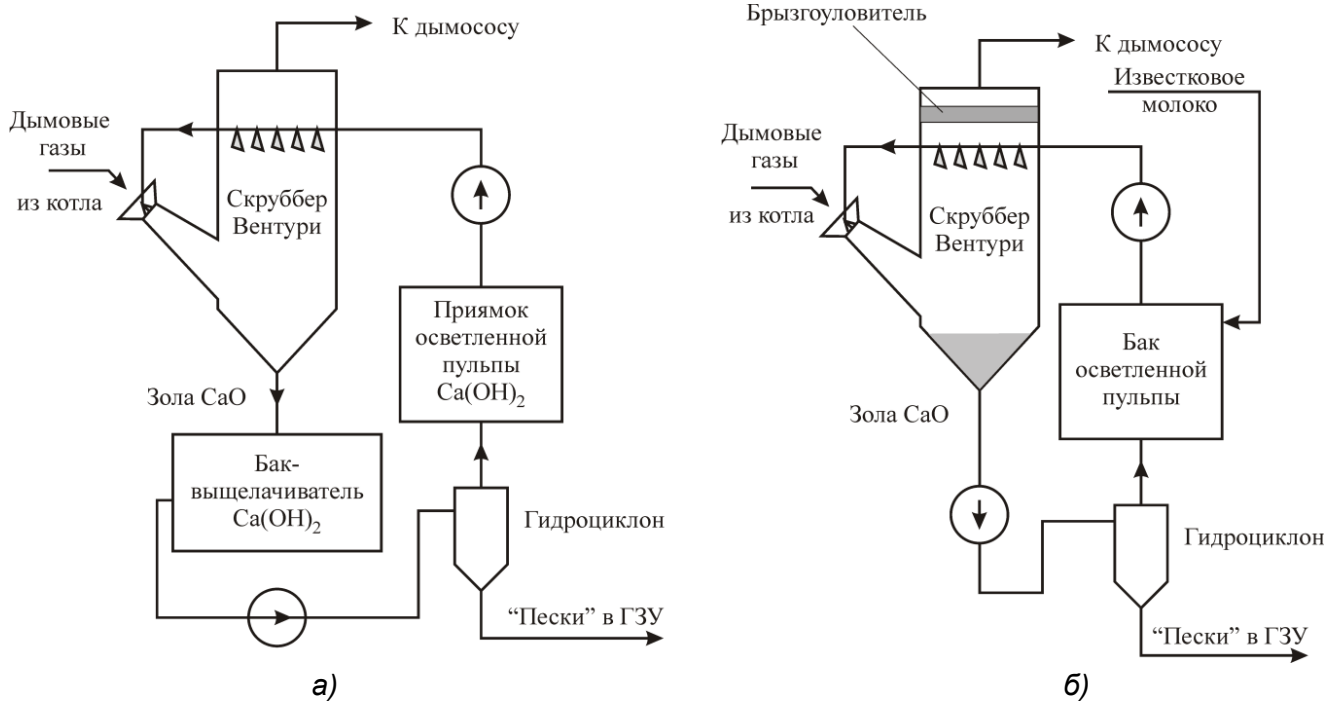 К дымососу
Дымовые
газы
из котла
Скруббер
Вентури
Приямок
осветленной
пульпы
Ca(OH)2
Зола CaO
Бак-
выщелачиватель
Ca(OH)2
Гидроциклон
“Пески” в ГЗУ
а)
Брызгоуловитель
К дымососу
Известковое
молоко
Дымовые
газы
из котла
Скруббер
Вентури
Бак
осветленной
пульпы
Зола CaO
Гидроциклон
“Пески” в ГЗУ
б)